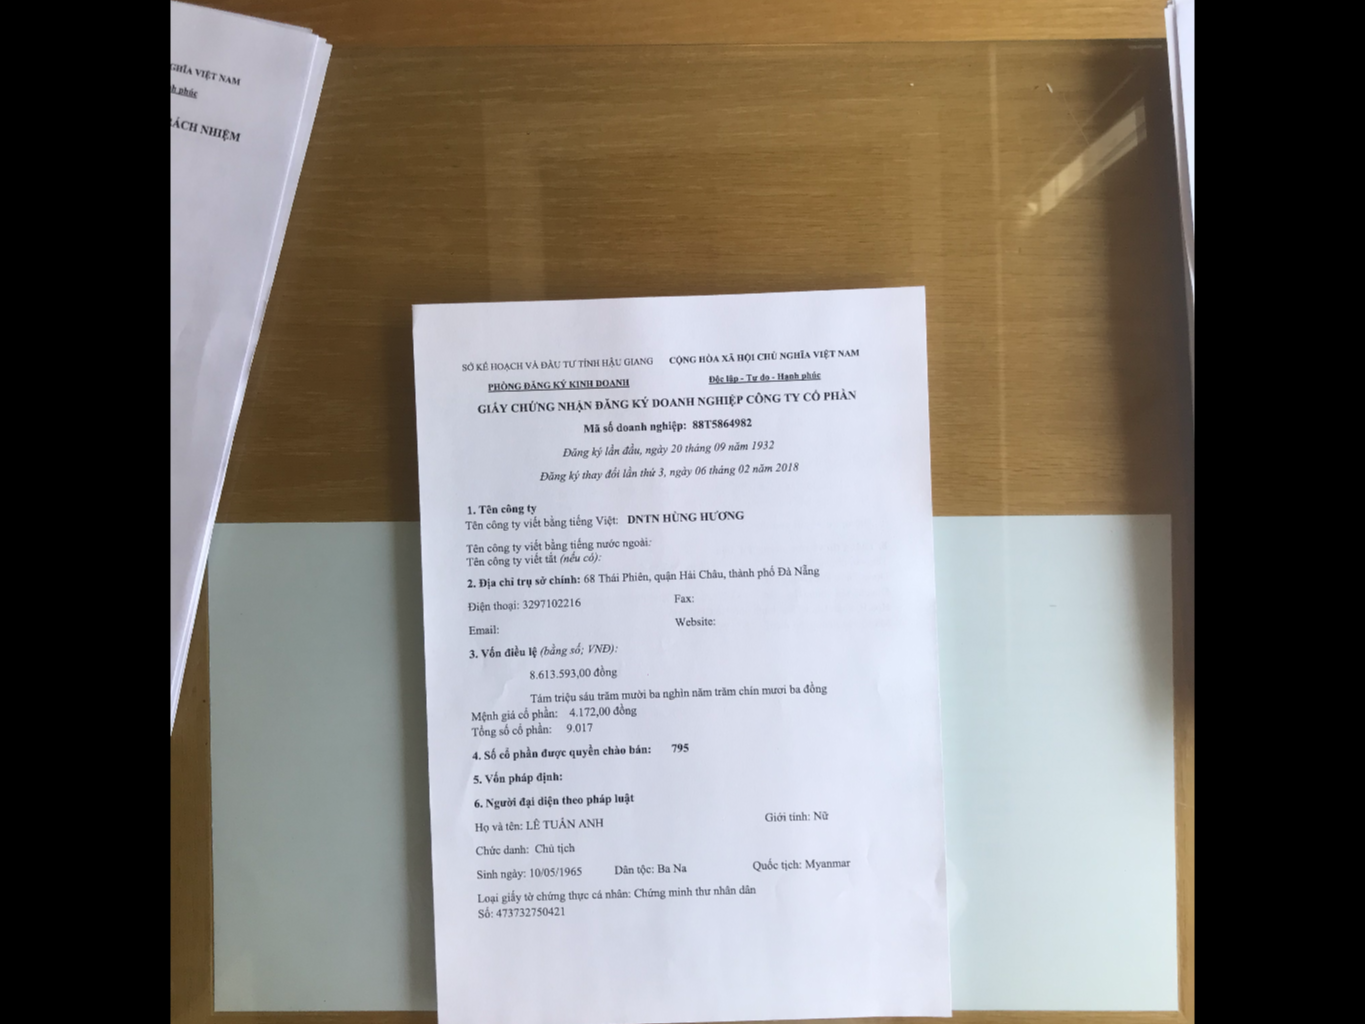 GHĨA VIỆT NAM
h phúc
RÁCH NHIỆM
SỞ KẾ HOẠCH VÀ ĐẦU TƯ TỈNH HẬU GIANG CỘNG HÒA XÃ HỘI CHỦ NGHĨA VIỆT NAM
PHÒNG ĐĂNG KÝ KINH DOANH Độc lập - Tự do - Hạnh phúc
GIẤY CHỨNG NHẬN ĐĂNG KÝ DOANH NGHIỆP CÔNG TY CỔ PHẦN
Mã số doanh nghiệp: 88T5864982
Đăng ký lần đầu, ngày 20 tháng 09 năm 1932
Đăng ký thay đổi lần thứ 3, ngày 06 tháng 02 năm 2018
1. Tên công ty
Tên công ty viết bằng tiếng Việt: DNTN HÙNG HƯƠNG
Tên công ty viết bằng tiếng nước ngoài:
Tên công ty viết tắt (nếu có):
2. Địa chỉ trụ sở chính: 68 Thái Phiên, quận Hải Châu, thành phố Đà Nẵng
Điện thoại: 3297102216 Fax:
Email: Website:
3. Vốn điều lệ (bằng số; VNĐ):
8.613.593,00 đồng
Tám triệu sáu trăm mười ba nghìn năm trăm chín mươi ba đồng
Mệnh giá cổ phần: 4.172,00 đồng
Tổng số cổ phần: 9.017
4. Số cổ phần được quyền chào bán: 795
5. Vốn pháp định:
6. Người đại diện theo pháp luật
Họ và tên: LÊ TUẤN ANH Giới tính: Nữ
Chức danh: Chủ tịch
Sinh ngày: 10/05/1965 Dân tộc: Ba Na Quốc tịch: Myanmar
Loại giấy tờ chứng thực cá nhân: Chứng minh thư nhân dân
Số: 473732750421